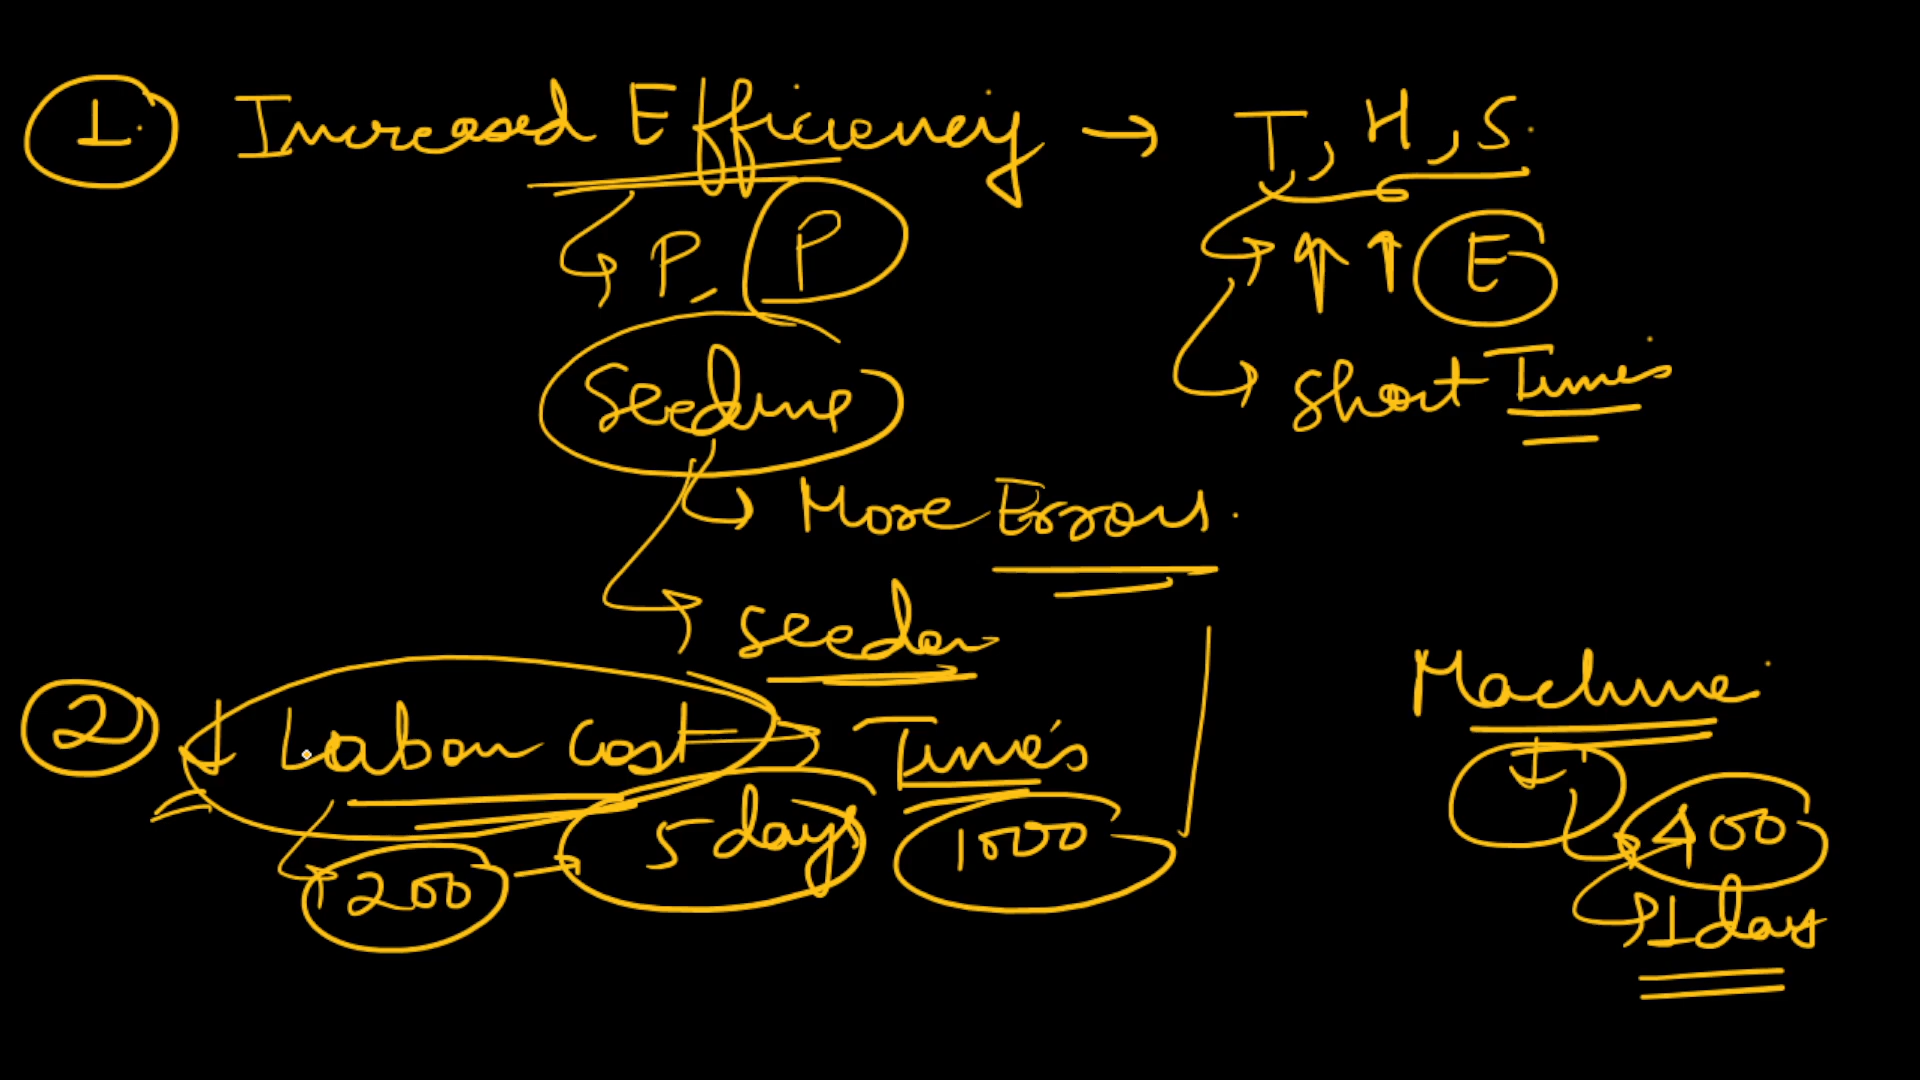 1. Increased Efficiency → T, H, S.
P, P ↑ ↑ E
Seeding Short Times
More Errors.
Seeder
Machine
2 ↓ Labour cost → Times
5 days 1000 400
200 →
1 day